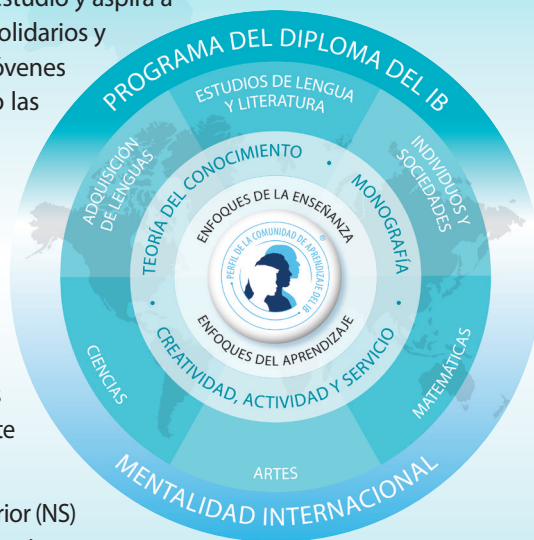 estudio y aspira a
olidarios y
óvenes
o las
s
te
rior (NS)
PROGRAMA DEL DIPLOMA DEL IB
ESTUDIOS DE LENGUA
Y LITERATURA
ADQUISICIÓN
DE LENGUAS
INDIVIDUOS Y
SOCIEDADES
TEORÍA DEL CONOCIMIENTO
•
MONOGRAFÍA
•
ENFOQUES DE LA ENSEÑANZA
PERFIL DE LA COMUNIDAD DE APRENDIZAJE DEL IB
®
ENFOQUES DEL APRENDIZAJE
CREATIVIDAD, ACTIVIDAD Y SERVICIO
•
CIENCIAS
MATEMÁTICAS
ARTES
MENTALIDAD INTERNACIONAL